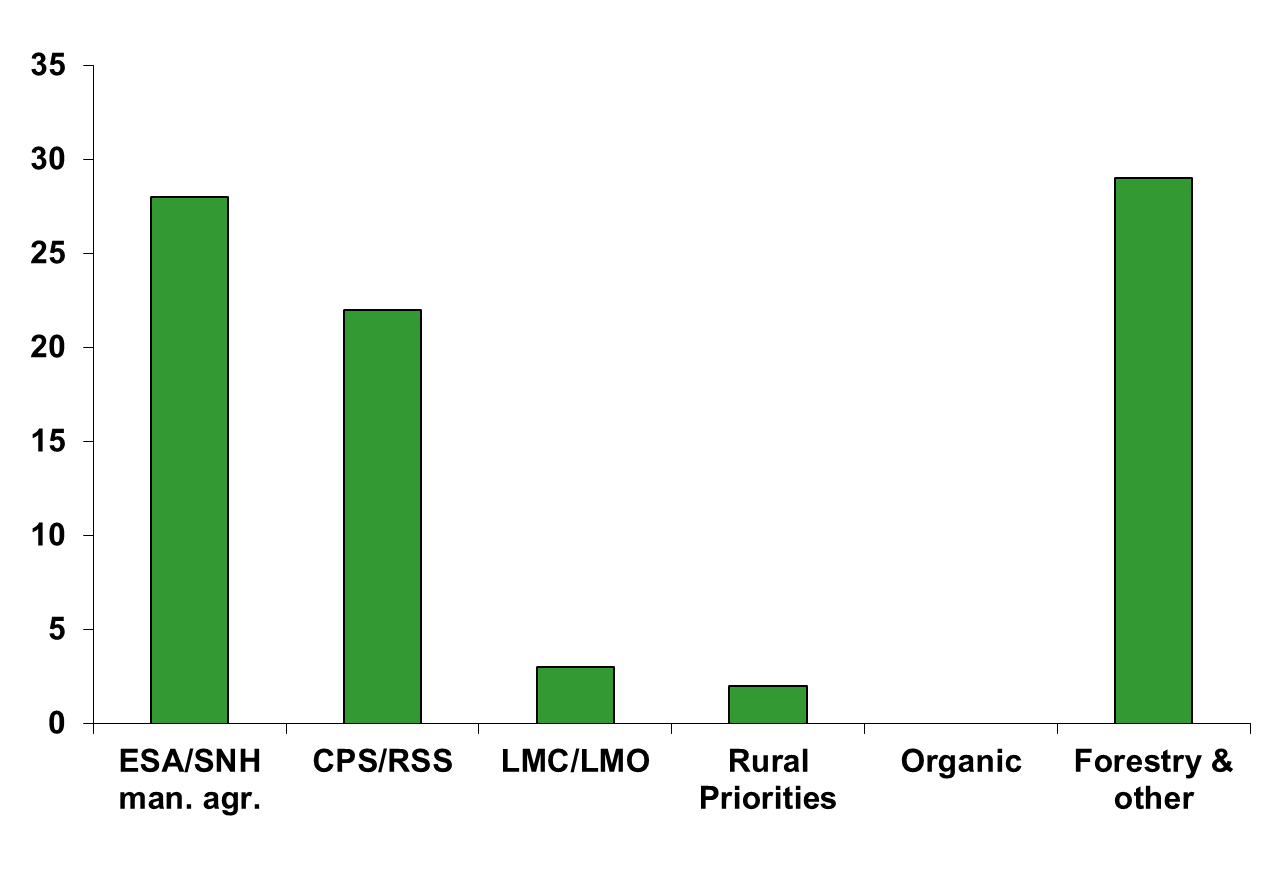 35
30
25
20
15
10
5
0
ESA/SNH man. agr.
CPS/RSS
LMC/LMO
Rural Priorities
Organic
Forestry & other